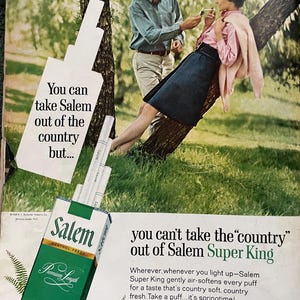 You can
take Salem
out of the
country
but...
Salem
Premium Length
you can't take the "country"
out of Salem Super King
Wherever, whenever you light up—Salem
Super King gently air-softens every puff
for a taste that's country soft, country
fresh. Take a puff...it's springtime!